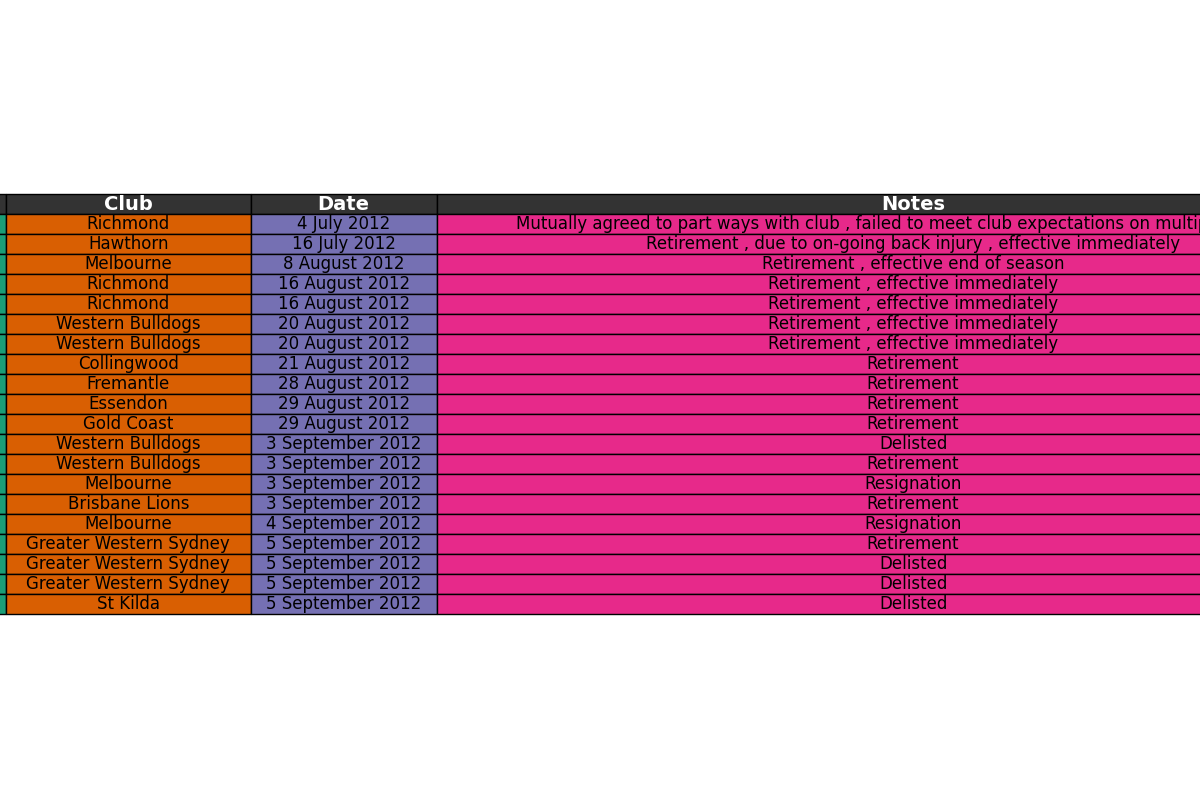 Club Date Notes
Richmond 4 July 2012 Mutually agreed to part ways with club , failed to meet club expectations on
Hawthorn 16 July 2012 Retirement , due to on-going back injury , effective immediately
Melbourne 8 August 2012 Retirement , effective end of season
Richmond 16 August 2012 Retirement , effective immediately
Richmond 16 August 2012 Retirement , effective immediately
Western Bulldogs 20 August 2012 Retirement , effective immediately
Western Bulldogs 20 August 2012 Retirement , effective immediately
Collingwood 21 August 2012 Retirement
Fremantle 28 August 2012 Retirement
Essendon 29 August 2012 Retirement
Gold Coast 29 August 2012 Retirement
Western Bulldogs 3 September 2012 Delisted
Western Bulldogs 3 September 2012 Retirement
Melbourne 3 September 2012 Resignation
Brisbane Lions 3 September 2012 Retirement
Melbourne 4 September 2012 Resignation
Greater Western Sydney 5 September 2012 Retirement
Greater Western Sydney 5 September 2012 Delisted
Greater Western Sydney 5 September 2012 Delisted
St Kilda 5 September 2012 Delisted